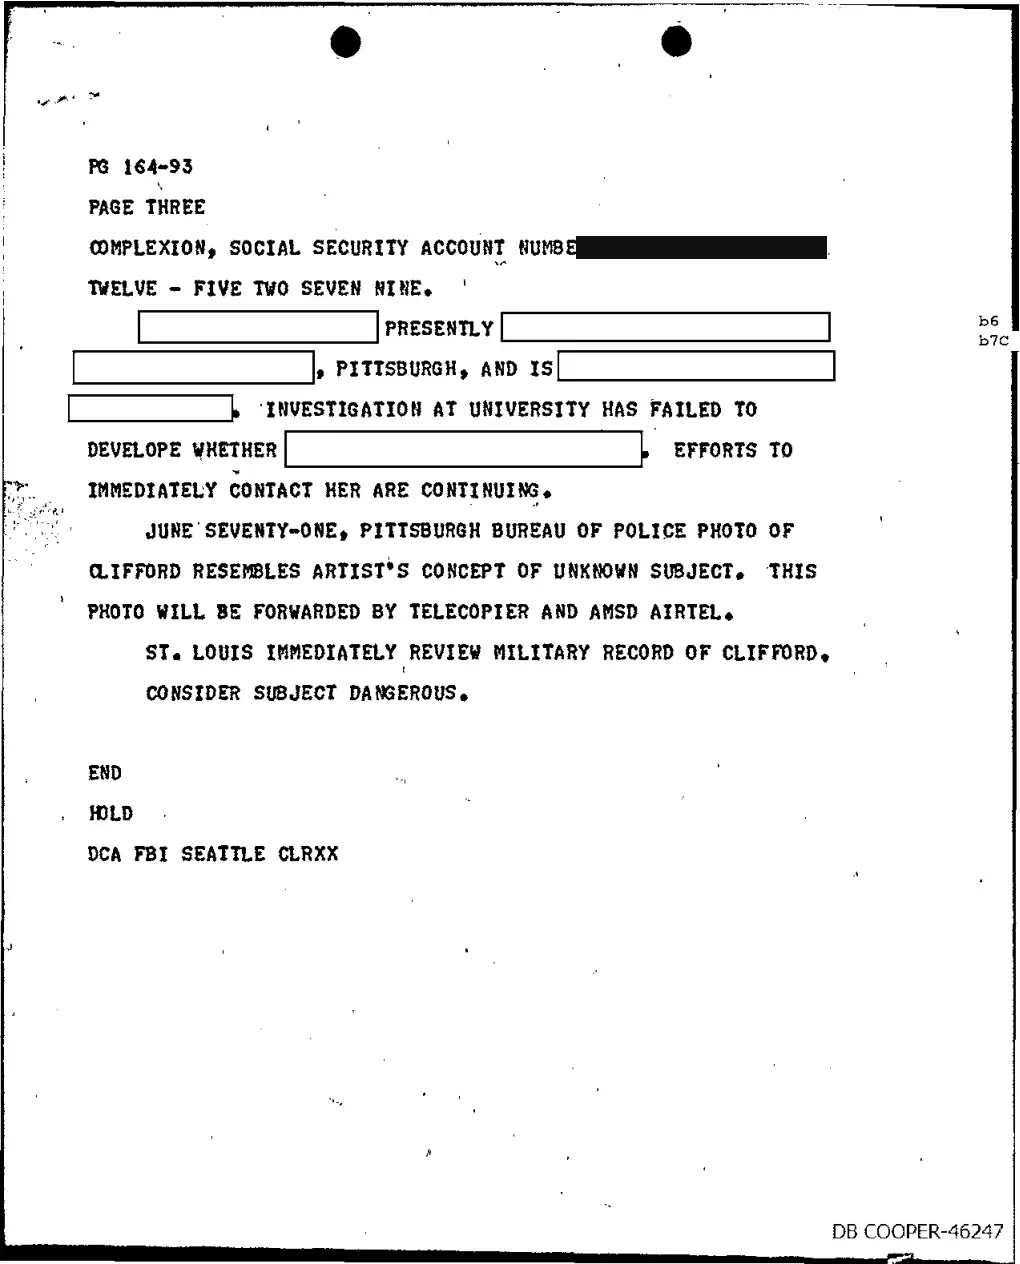 PG 164-93
PAGE THREE
COMPLEXION, SOCIAL SECURITY ACCOUNT NUMBE
TWELVE - FIVE TWO SEVEN NINE.
PRESENTLY
b6
b7C
, PITTSBURGH, AND IS
. INVESTIGATION AT UNIVERSITY HAS FAILED TO
DEVELOPE WHETHER . EFFORTS TO
IMMEDIATELY CONTACT HER ARE CONTINUING.
JUNE SEVENTY-ONE, PITTSBURGH BUREAU OF POLICE PHOTO OF
CLIFFORD RESEMBLES ARTIST'S CONCEPT OF UNKNOWN SUBJECT. THIS
PHOTO WILL BE FORWARDED BY TELECOPIER AND AMSD AIRTEL.
ST. LOUIS IMMEDIATELY REVIEW MILITARY RECORD OF CLIFFORD.
CONSIDER SUBJECT DANGEROUS.
END
HOLD
DCA FBI SEATTLE CLRXX
DB COOPER-46247